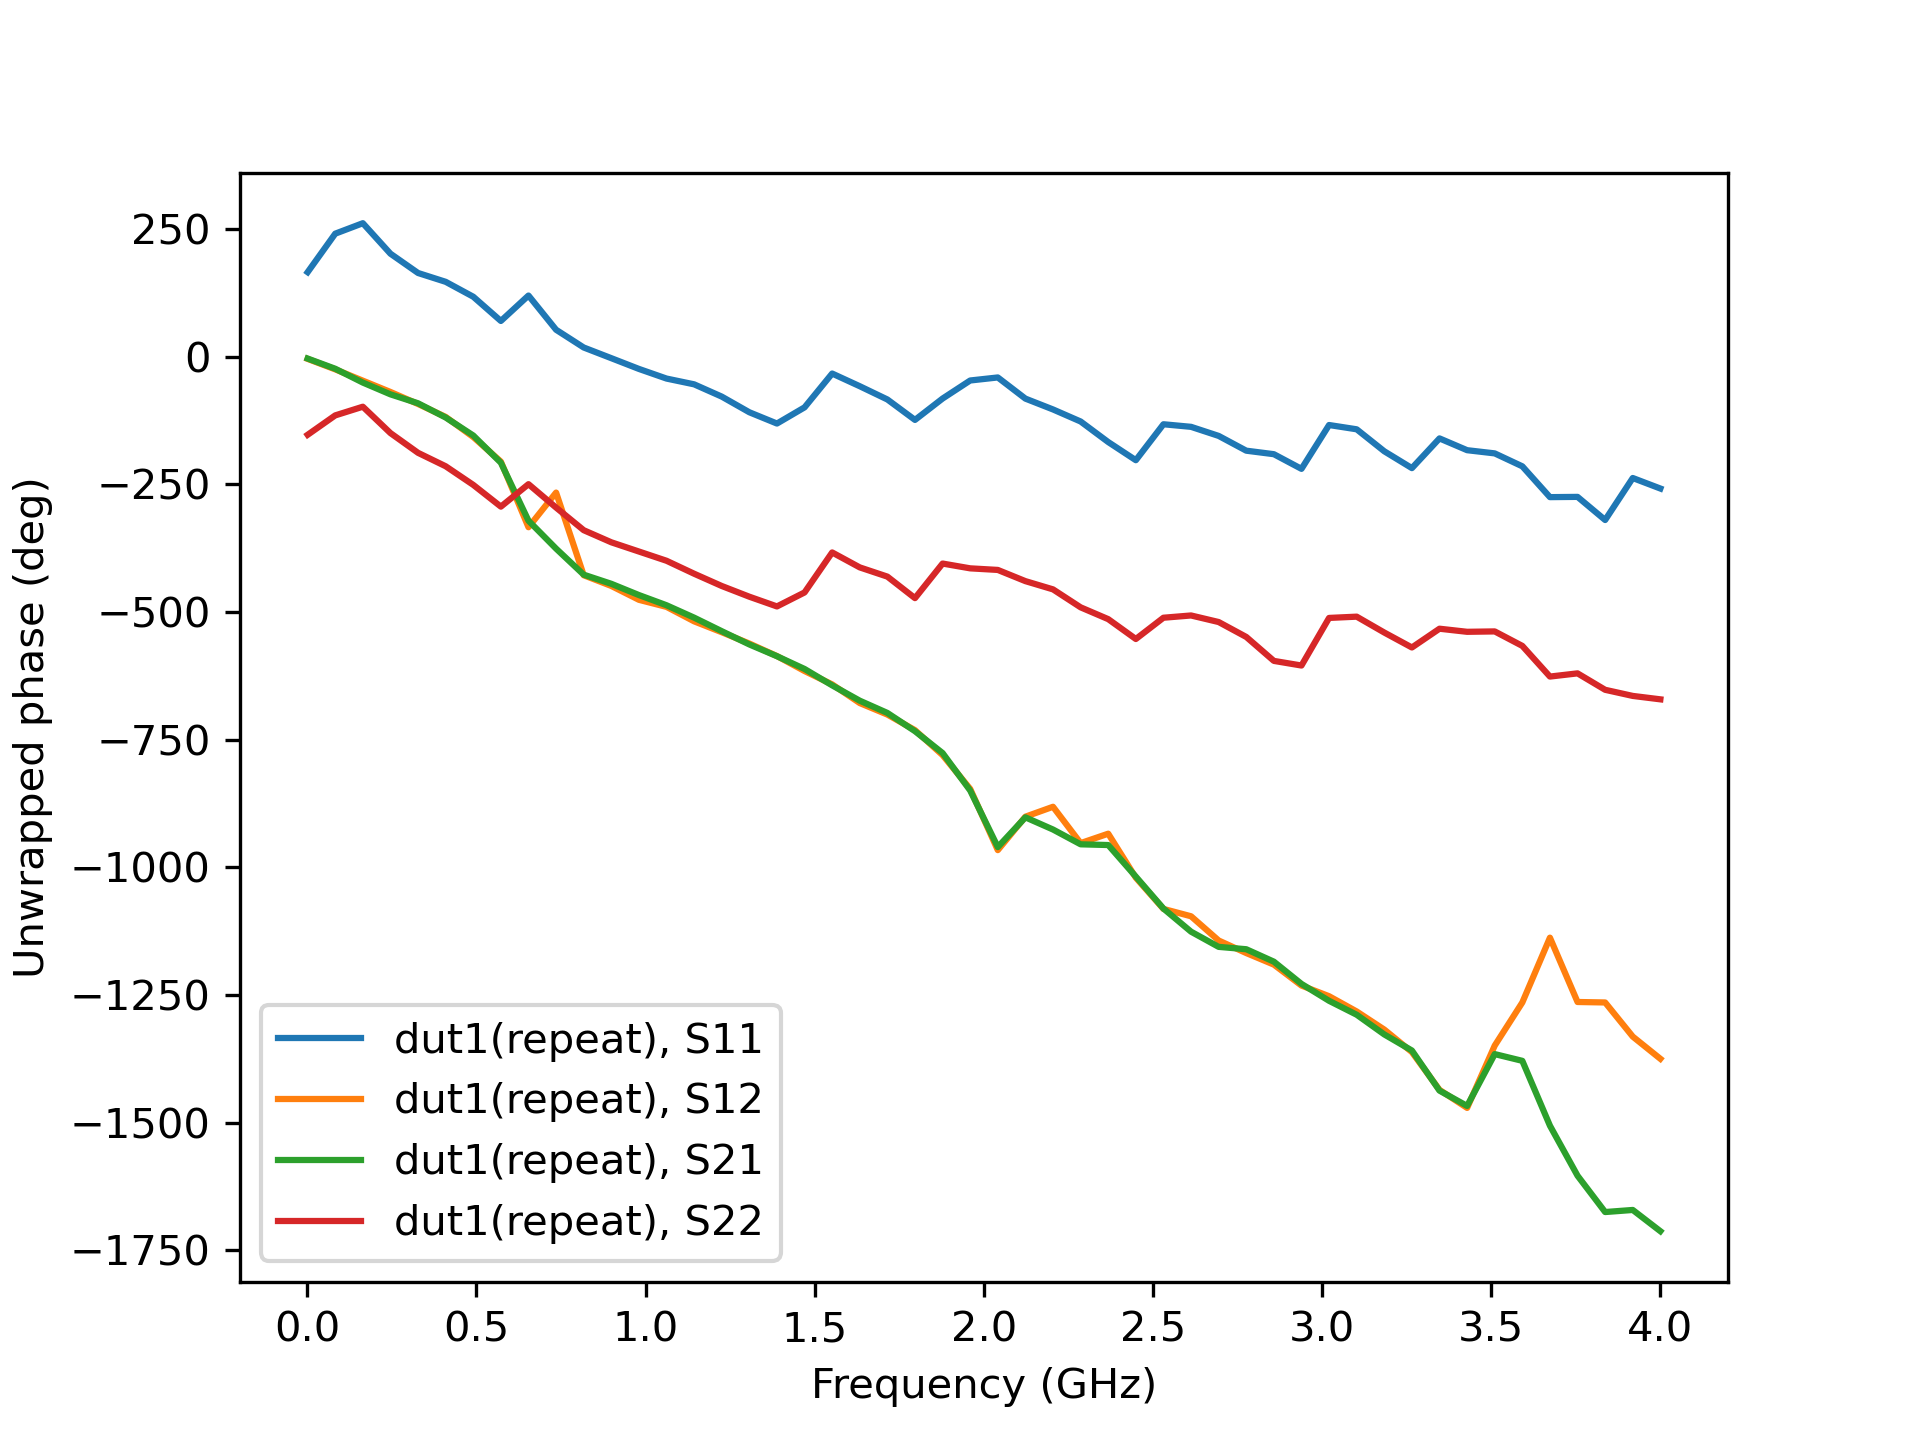 250
0
−250
−500
−750
−1000
−1250
−1500
−1750
Unwrapped phase (deg)
dut1(repeat), S11
dut1(repeat), S12
dut1(repeat), S21
dut1(repeat), S22
0.0 0.5 1.0 1.5 2.0 2.5 3.0 3.5 4.0
Frequency (GHz)